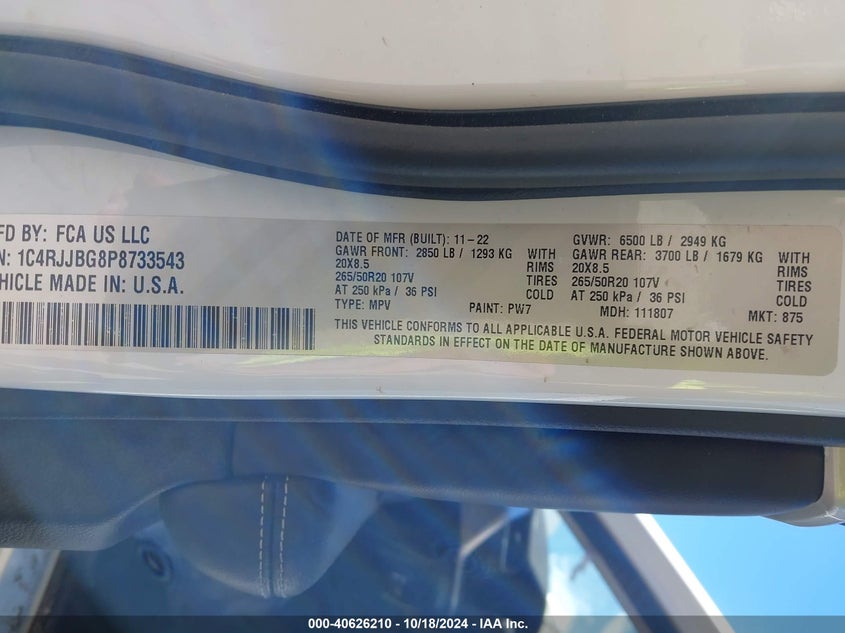 FD BY: FCA US LLC
N: 1C4RJJBG8P8733543
EHICLE MADE IN: U.S.A.
DATE OF MFR (BUILT): 11-22
GAWR FRONT: 2850 LB / 1293 KG WITH
20X8.5 RIMS
265/50R20 107V TIRES
AT 250 kPa / 36 PSI COLD
TYPE: MPV PAINT: PW7
GVWR: 6500 LB / 2949 KG
GAWR REAR: 3700 LB / 1679 KG WITH
20X8.5 RIMS
265/50R20 107V TIRES
AT 250 kPa / 36 PSI COLD
MDH: 111807 MKT: 875
THIS VEHICLE CONFORMS TO ALL APPLICABLE U.S.A. FEDERAL MOTOR VEHICLE SAFETY
STANDARDS IN EFFECT ON THE DATE OF MANUFACTURE SHOWN ABOVE.
000-40626210 - 10/18/2024 - IAA Inc.